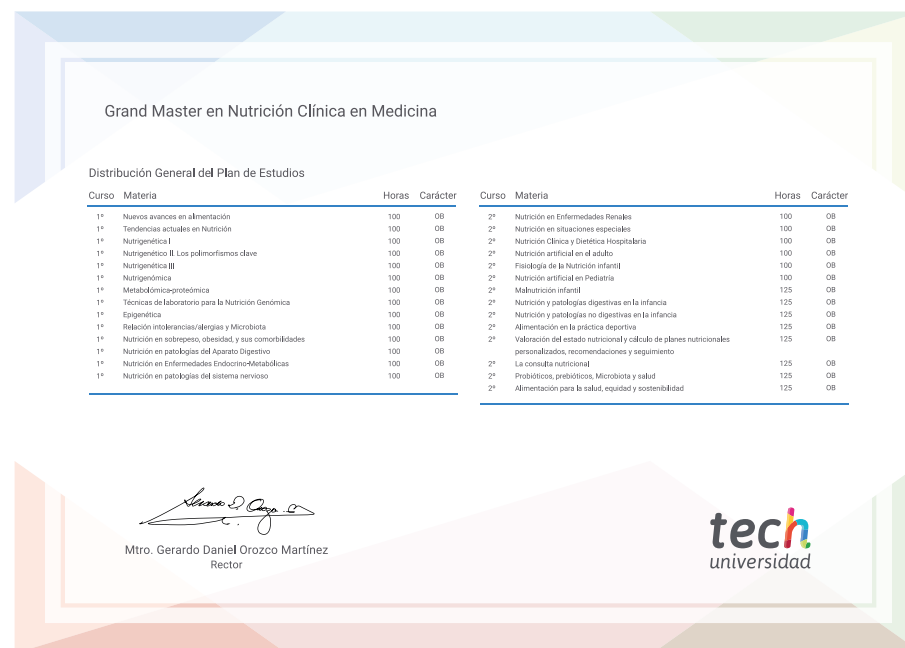 Grand Master en Nutrición Clínica en Medicina
Distribución General del Plan de Estudios
Curso Materia Horas Carácter
1º Nuevos avances en alimentación 100 OB
1º Tendencias actuales en Nutrición 100 OB
1º Nutrigenética I 100 OB
1º Nutrigenético II. Los polimorfismos clave 100 OB
1º Nutrigenética III 100 OB
1º Nutrigenómica 100 OB
1º Metabolómica-proteómica 100 OB
1º Técnicas de laboratorio para la Nutrición Genómica 100 OB
1º Epigenética 100 OB
1º Relación intolerancias/alergias y Microbiota 100 OB
1º Nutrición en sobrepeso, obesidad, y sus comorbilidades 100 OB
1º Nutrición en patologías del Aparato Digestivo 100 OB
1º Nutrición en Enfermedades Endocrino-Metabólicas 100 OB
1º Nutrición en patologías del sistema nervioso 100 OB
Curso Materia Horas Carácter
2º Nutrición en Enfermedades Renales 100 OB
2º Nutrición en situaciones especiales 100 OB
2º Nutrición Clínica y Dietética Hospitalaria 100 OB
2º Nutrición artificial en el adulto 100 OB
2º Fisiología de la Nutrición infantil 100 OB
2º Nutrición artificial en Pediatría 100 OB
2º Malnutrición infantil 125 OB
2º Nutrición y patologías digestivas en la infancia 125 OB
2º Nutrición y patologías no digestivas en la infancia 125 OB
2º Alimentación en la práctica deportiva 125 OB
2º Valoración del estado nutricional y cálculo de planes nutricionales 125 OB
personalizados, recomendaciones y seguimiento
2º La consulta nutricional 125 OB
2º Probióticos, prebióticos, Microbiota y salud 125 OB
2º Alimentación para la salud, equidad y sostenibilidad 125 OB
Mtro. Gerardo Daniel Orozco Martínez
Rector
tech
universidad